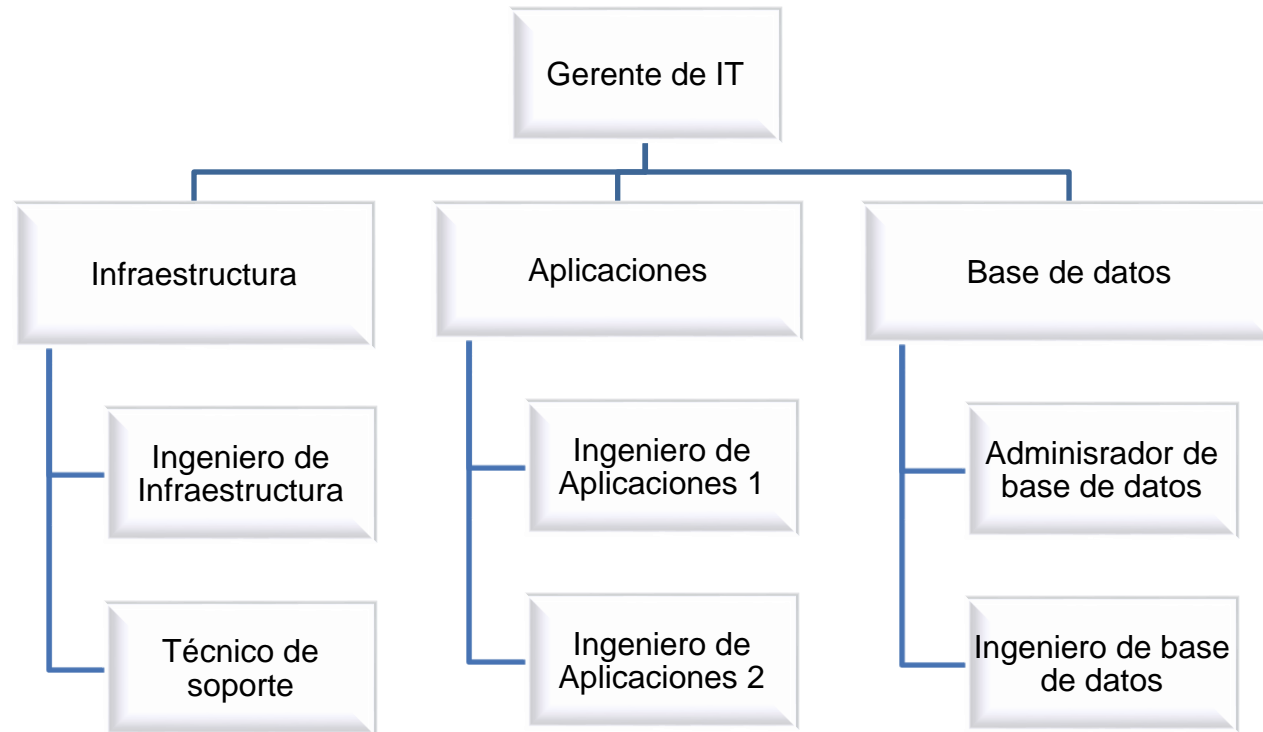 Gerente de IT
Infraestructura
Aplicaciones
Base de datos
Ingeniero de
Infraestructura
Ingeniero de
Aplicaciones 1
Adminisrador de
base de datos
Técnico de
soporte
Ingeniero de
Aplicaciones 2
Ingeniero de base
de datos